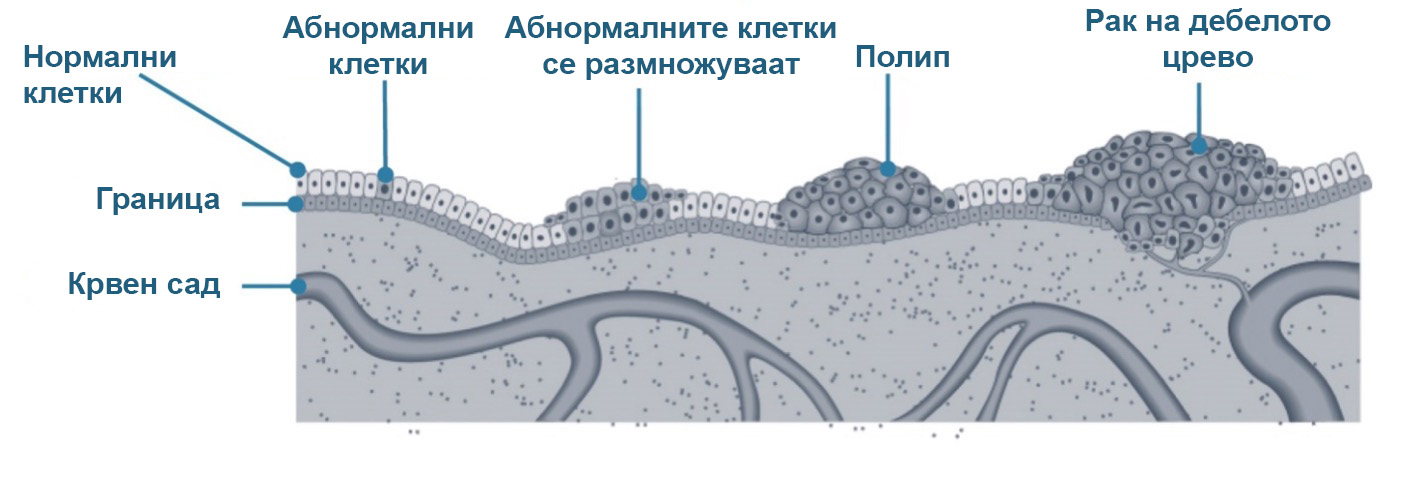 Нормални
клетки
Абнормални
клетки
Абнормалните клетки
се размножуваат
Полип
Рак на дебелото
црево
Граница
Крвен сад